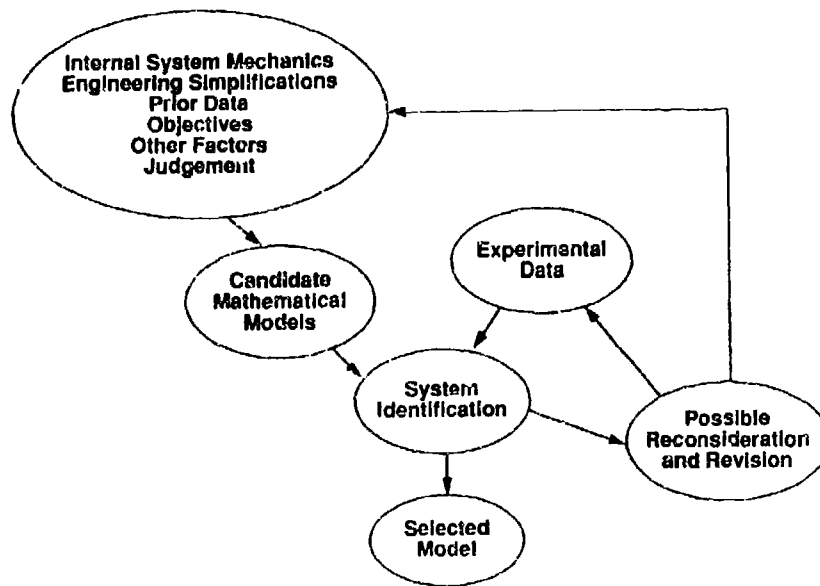 Internal System Mechanics
Engineering Simplifications
Prior Data
Objectives
Other Factors
Judgement
Candidate
Mathematical
Models
Experimantal
Data
System
Identification
Possible
Reconsideration
and Revision
Selected
Model